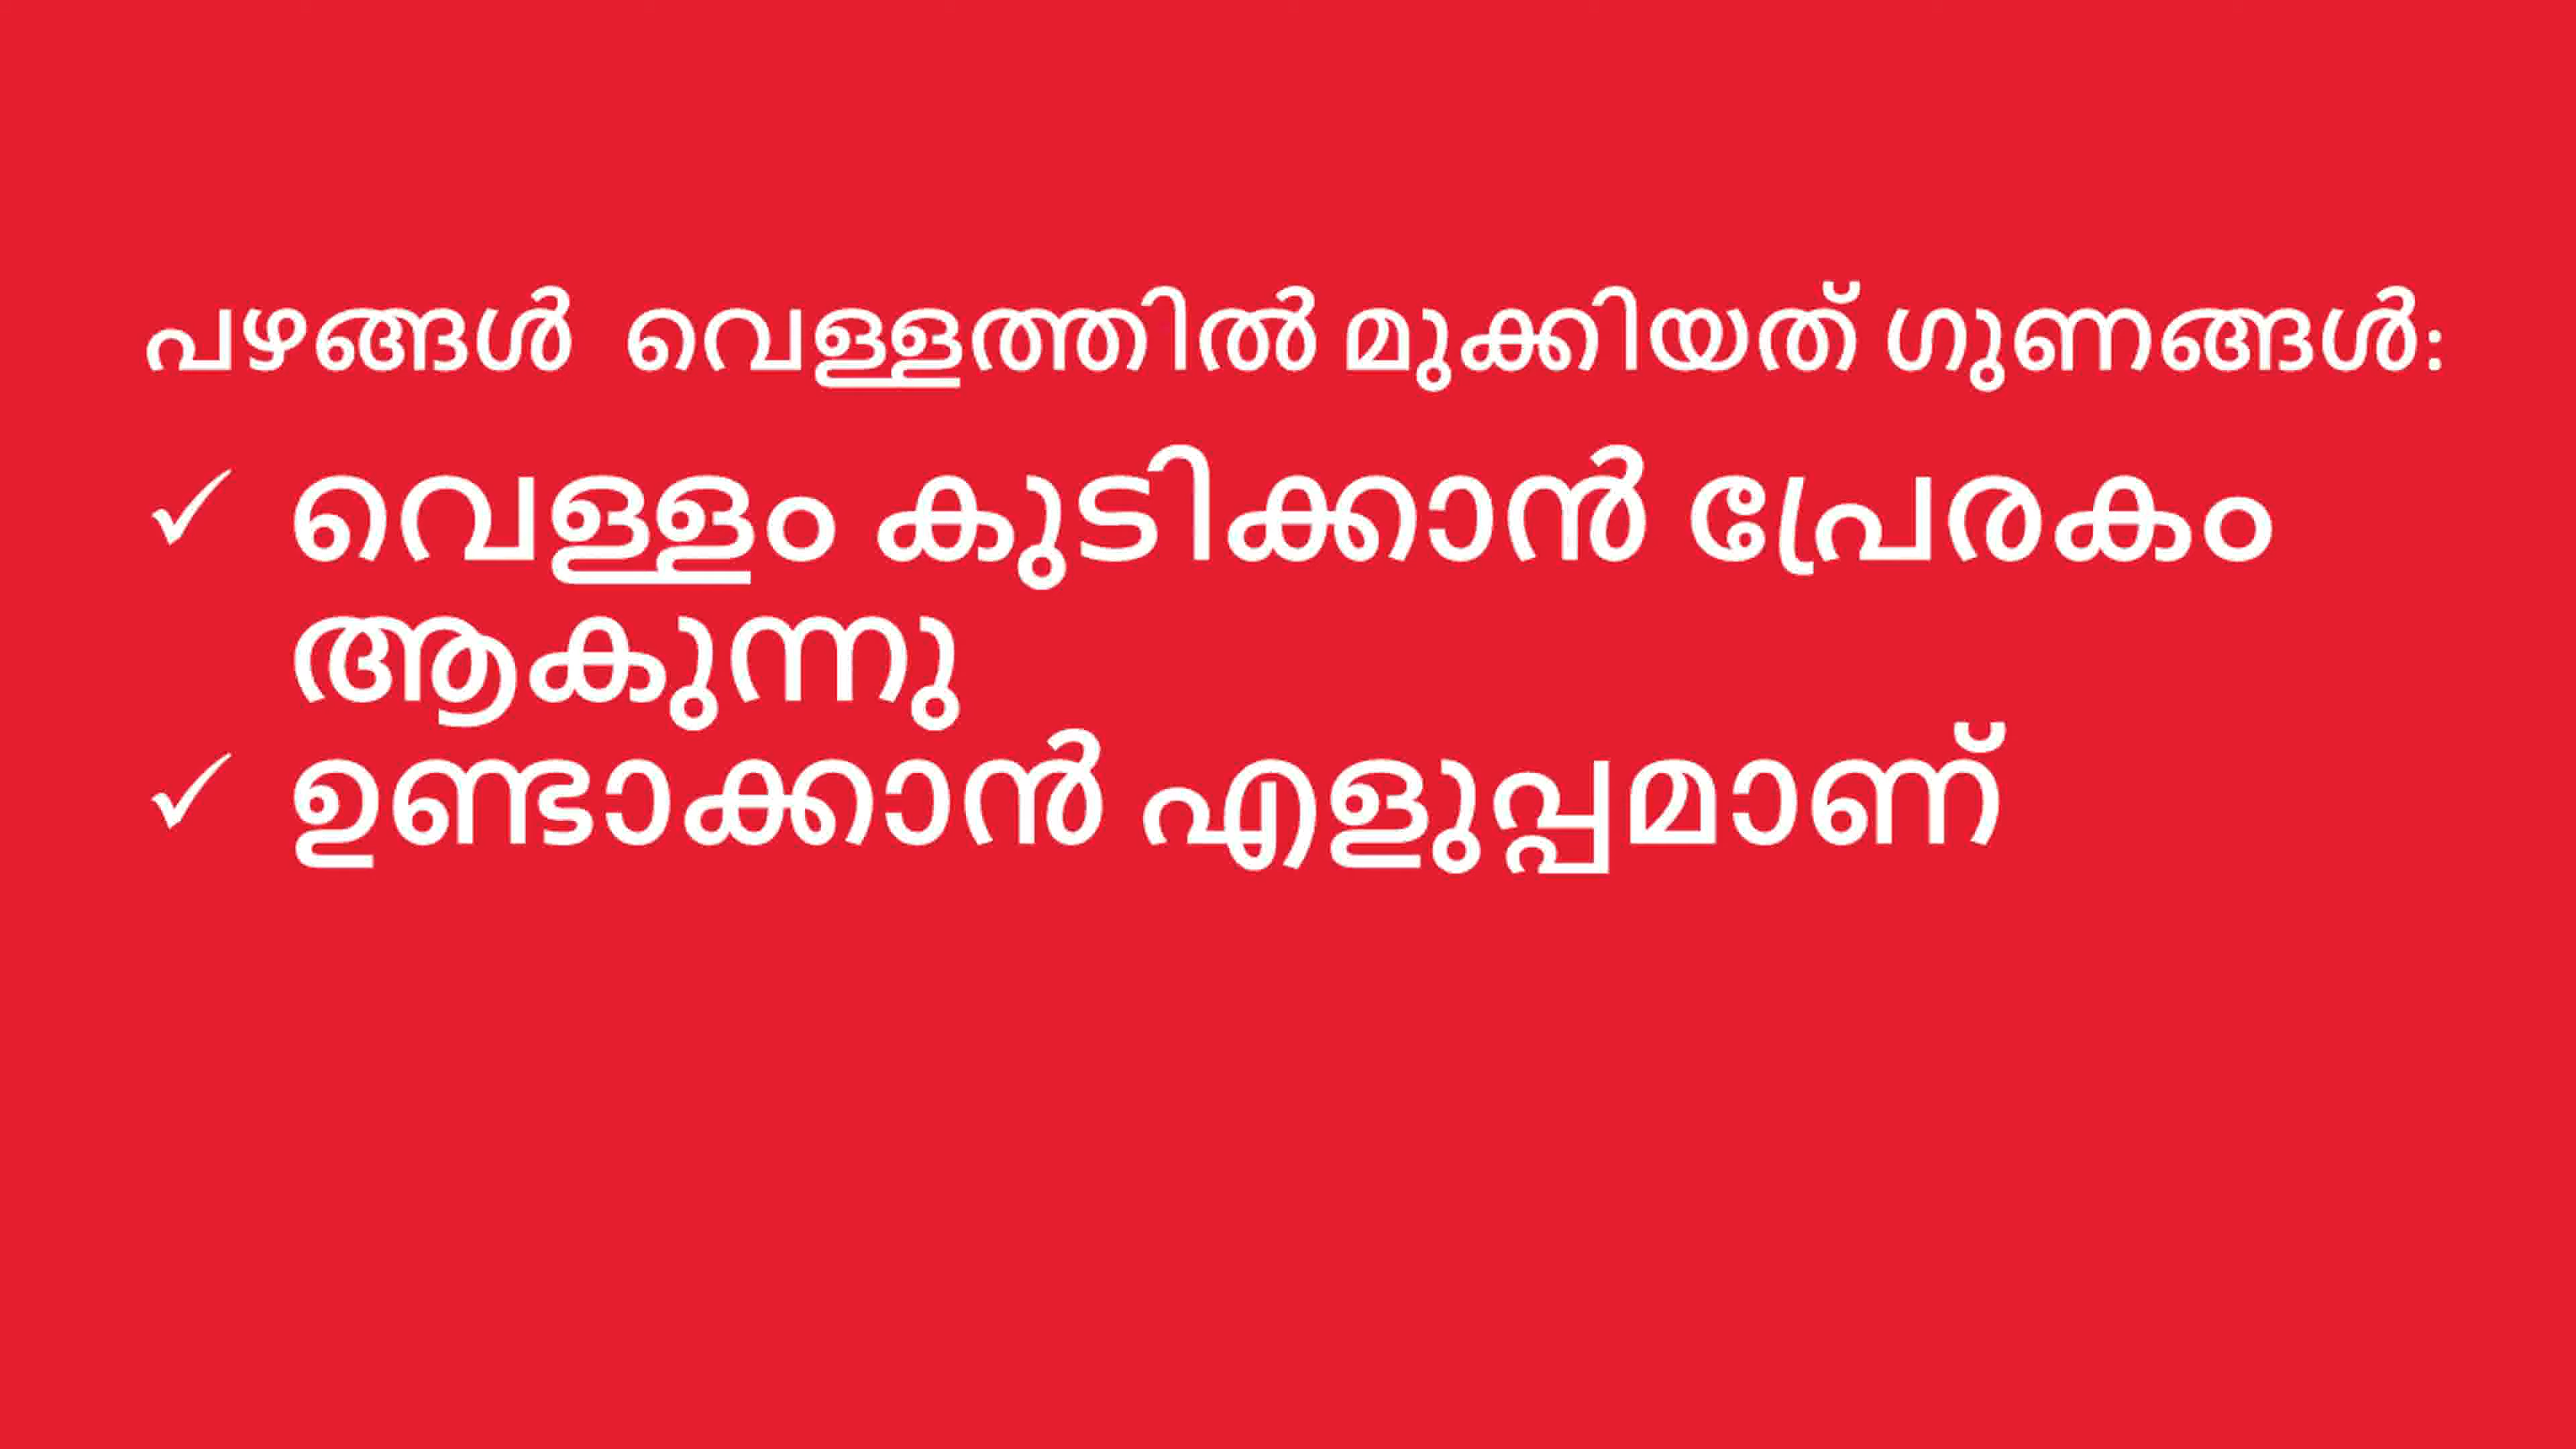 പഴങ്ങൾ വെള്ളത്തിൽ മുക്കിയത് ഗുണങ്ങൾ:
✓ വെള്ളം കുടിക്കാൻ പ്രേരകം
ആകുന്നു
✓ ഉണ്ടാക്കാൻ എളുപ്പമാണ്